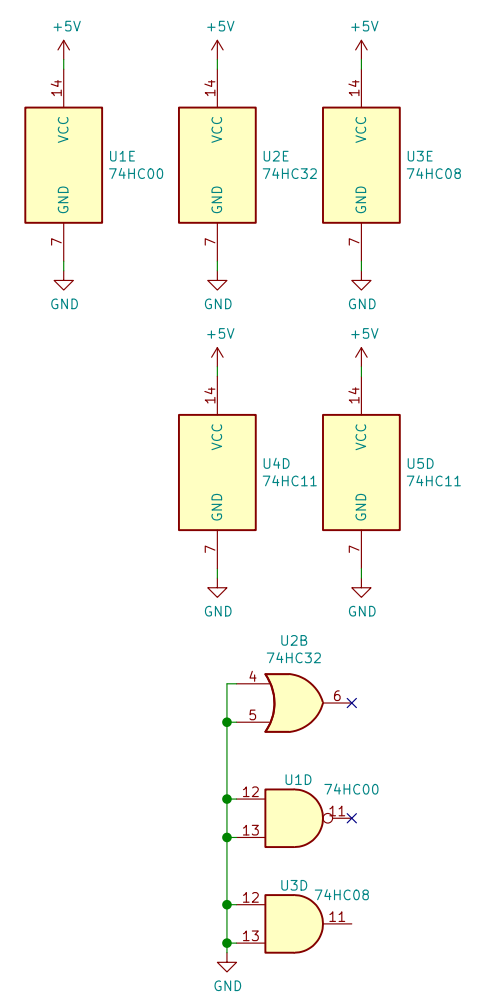 +5V +5V +5V
14 14 14
VCC VCC VCC
U1E U2E U3E
74HC00 74HC32 74HC08
GND GND GND
7 7 7
GND GND GND
+5V +5V
14 14
VCC VCC
U4D U5D
74HC11 74HC11
GND GND
7 7
GND GND
U2B
74HC32
4
6
5
U1D
74HC00
12
11
13
U3D
74HC08
12
11
13
GND